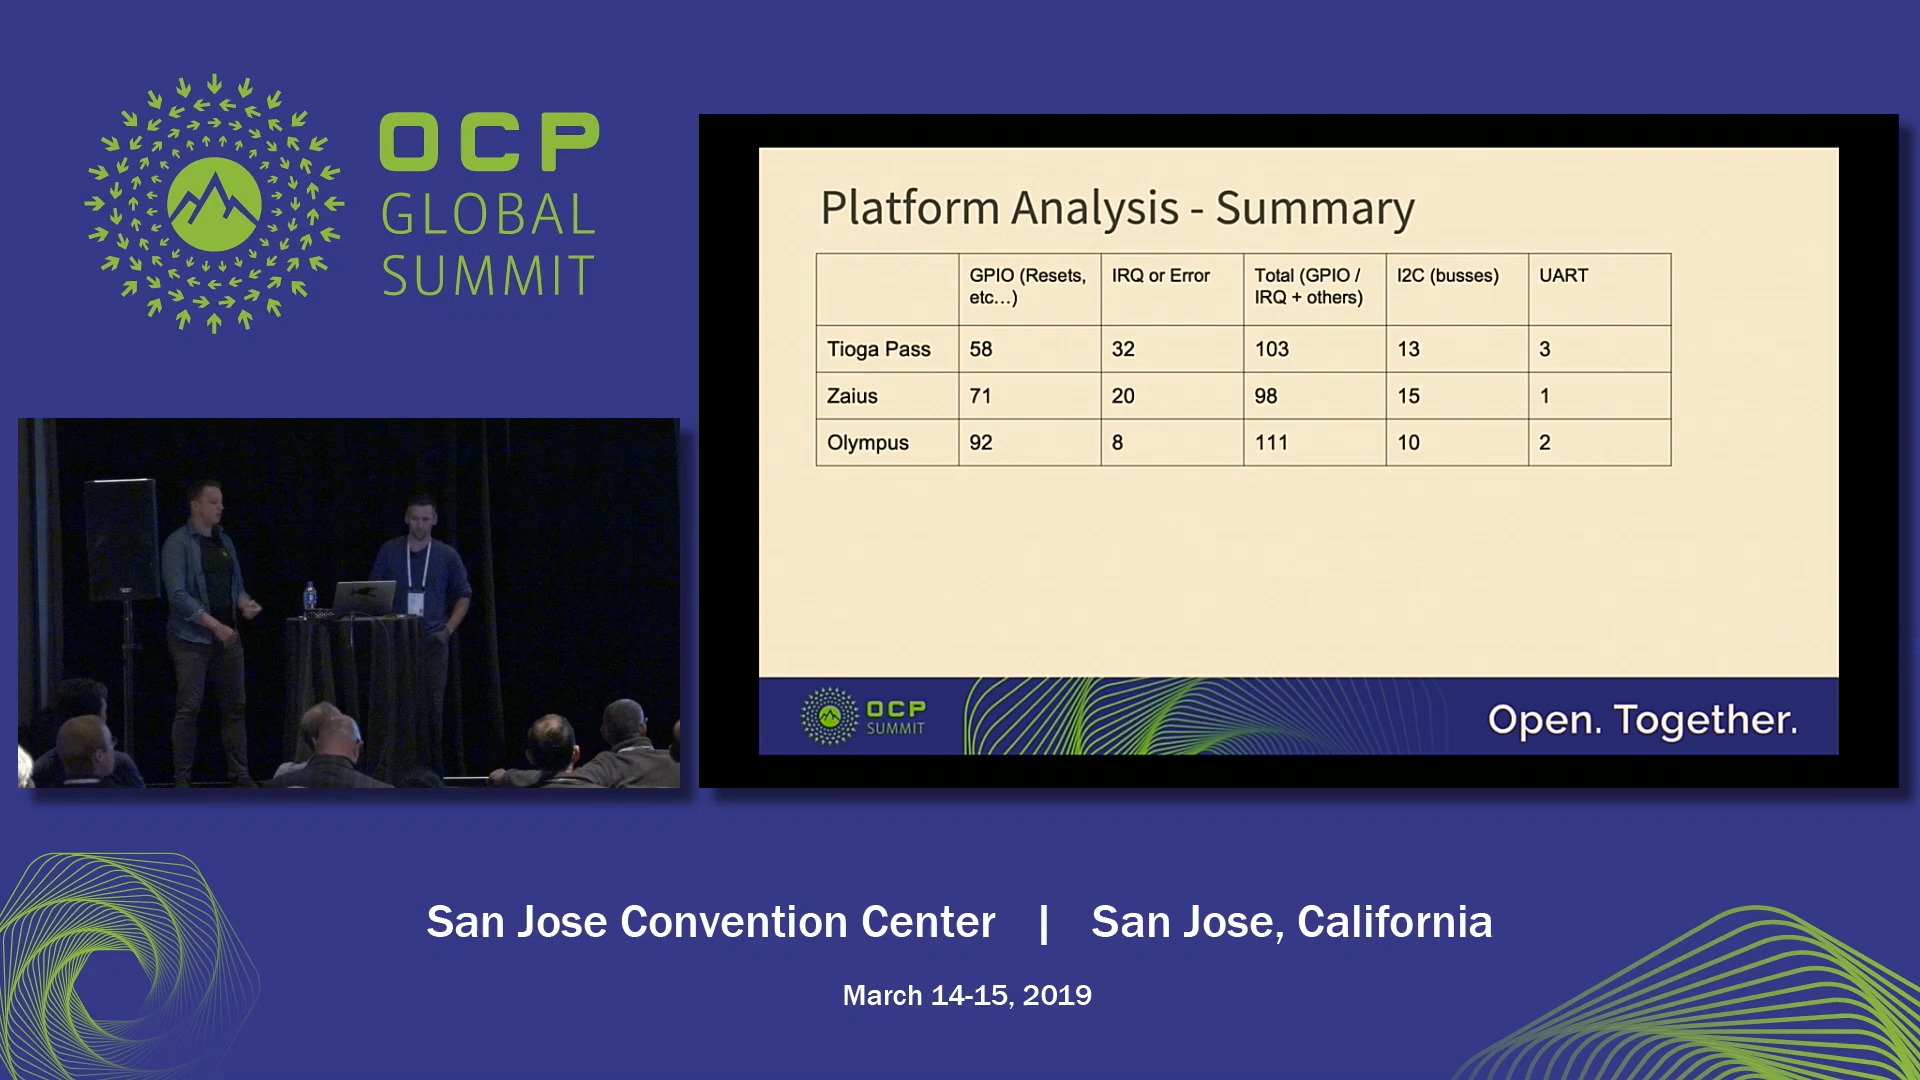 OCP
GLOBAL
SUMMIT
Platform Analysis - Summary
GPIO (Resets, etc…) IRQ or Error Total (GPIO / IRQ + others) I2C (busses) UART
Tioga Pass 58 32 103 13 3
Zaius 71 20 98 15 1
Olympus 92 8 111 10 2
OCP
SUMMIT
Open. Together.
San Jose Convention Center | San Jose, California
March 14-15, 2019